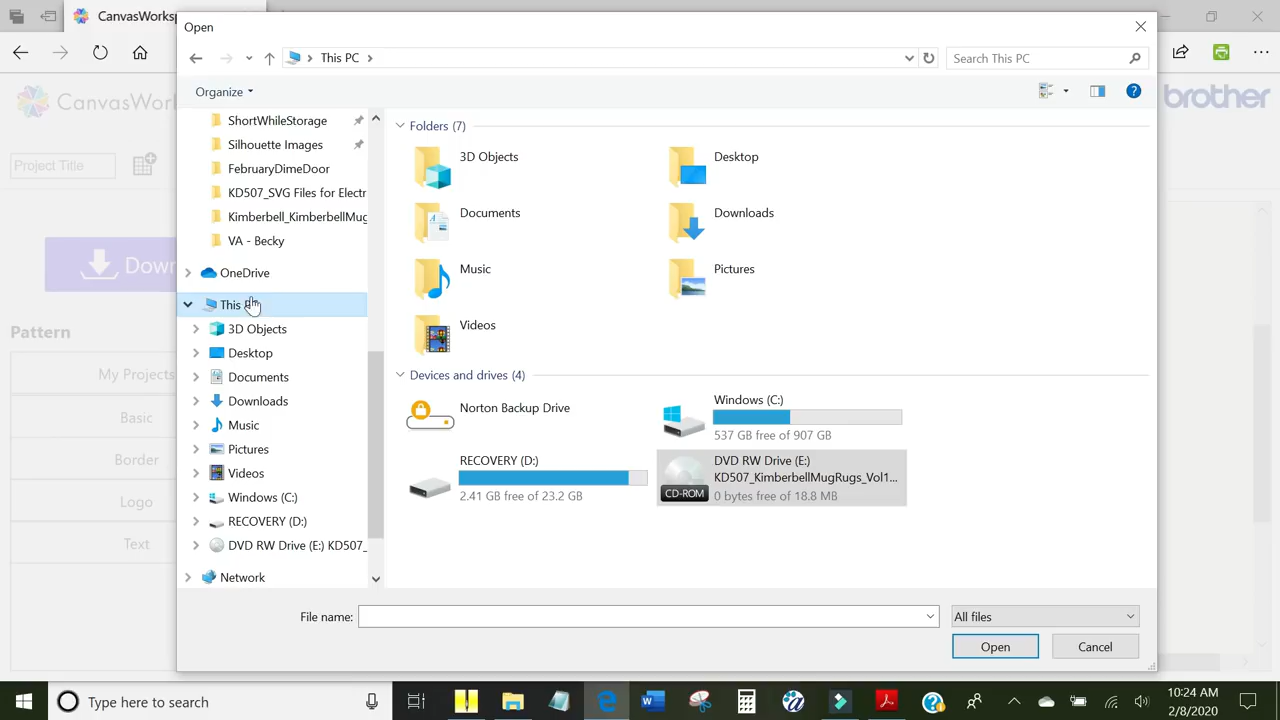 CanvasWorksp
Open
This PC
Search This PC
Organize
CanvasWork
brother
Project Title
Down
Pattern
My Projects
Basic
Border
Logo
Text
ShortWhileStorage
Silhouette Images
FebruaryDimeDoor
KD507_SVG Files for Electr
Kimberbell_KimberbellMug
VA - Becky
OneDrive
This PC
3D Objects
Desktop
Documents
Downloads
Music
Pictures
Videos
Windows (C:)
RECOVERY (D:)
DVD RW Drive (E:) KD507_
Network
Folders (7)
3D Objects
Desktop
Documents
Downloads
Music
Pictures
Videos
Devices and drives (4)
Norton Backup Drive
Windows (C:)
537 GB free of 907 GB
RECOVERY (D:)
2.41 GB free of 23.2 GB
DVD RW Drive (E:)
KD507_KimberbellMugRugs_Vol1...
CD-ROM
0 bytes free of 18.8 MB
File name:
All files
Open
Cancel
Type here to search
10:24 AM
2/8/2020